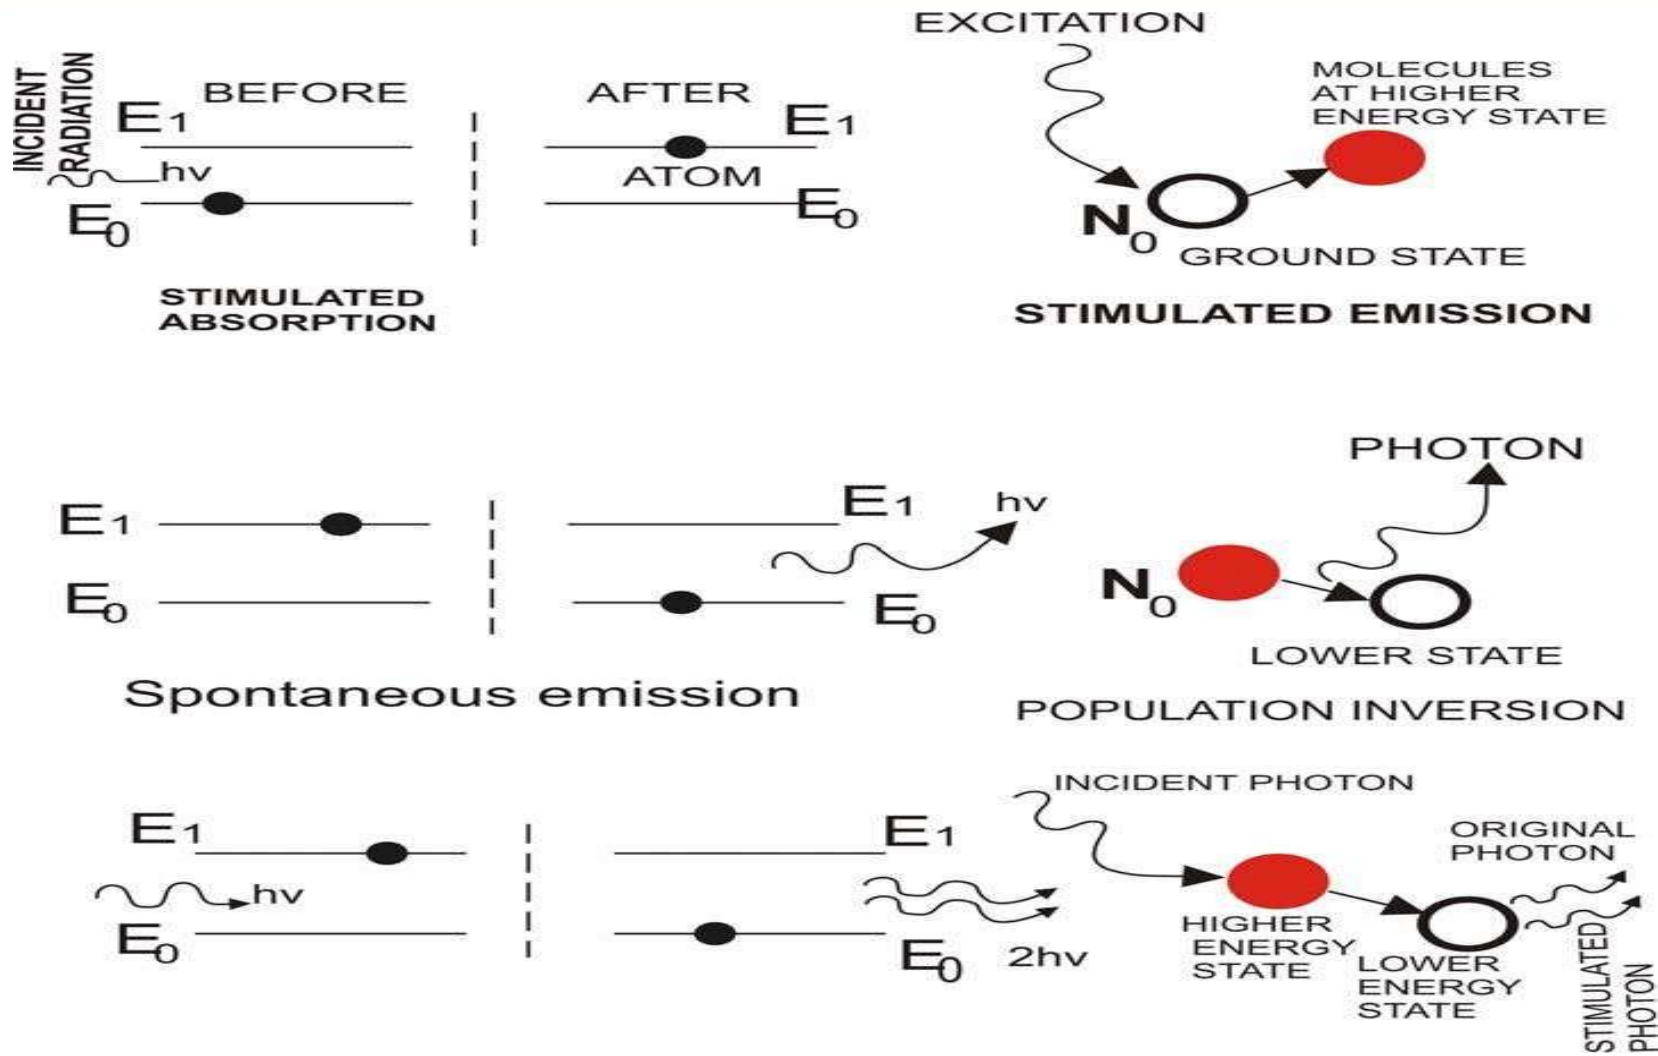 EXCITATION
INCIDENT
RADIATION
BEFORE
AFTER
MOLECULES
AT HIGHER
ENERGY STATE
E1
E1
hv
ATOM
E0
E0
N0
GROUND STATE
STIMULATED
ABSORPTION
STIMULATED EMISSION
PHOTON
E1
E1
hv
E0
E0
N0
LOWER STATE
Spontaneous emission
POPULATION INVERSION
INCIDENT PHOTON
E1
E1
ORIGINAL
PHOTON
hv
E0
E0
2hv
HIGHER
ENERGY
STATE
LOWER
ENERGY
STATE
STIMULATED
PHOTON